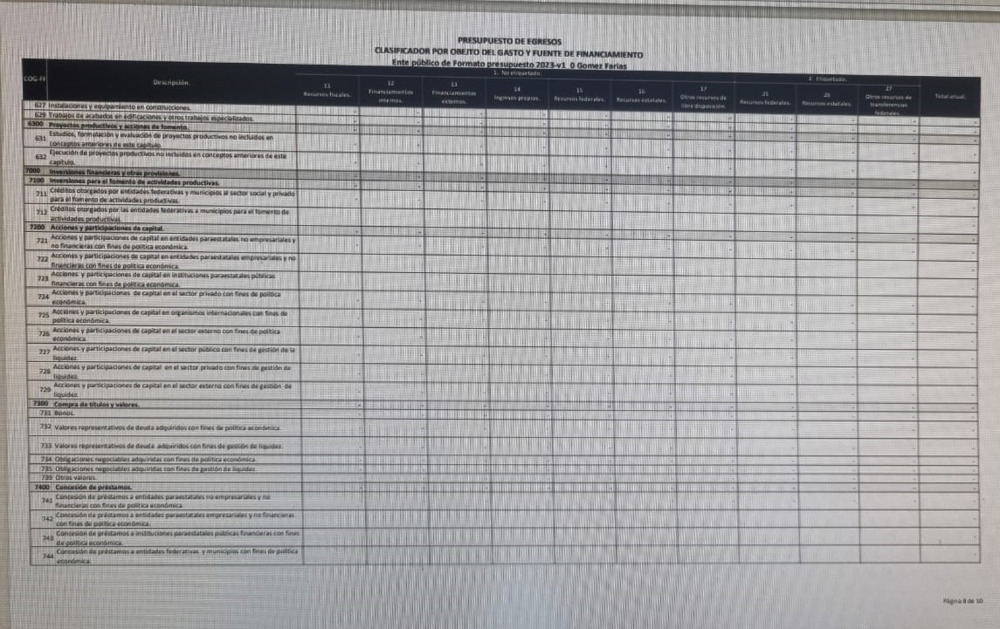 PRESUPUESTO DE EGRESOS
CLASIFICADOR POR OBEJTO DEL GASTO Y FUENTE DE FINANCIAMIENTO
Ente público de Formato presupuesto 2023-v1_0 Gomez Farias
COG-FF
Descripción.
1. No etiquetado.
2. Etiquetado.
Total anual.
11
Recursos fiscales.
12
Financiamientos
internos.
13
Financiamientos
externos.
14
Ingresos propios.
15
Recursos federales.
16
Recursos estatales.
17
Otros recursos de
libre disposición.
25
Recursos federales.
26
Recursos estatales.
27
Otros recursos de
transferencias
federales.
627 Instalaciones y equipamiento en construcciones.
629 Trabajos de acabados en edificaciones y otros trabajos especializados.
6300 Proyectos productivos y acciones de fomento.
631 Estudios, formulación y evaluación de proyectos productivos no incluidos en
conceptos anteriores de este capítulo.
632 Ejecución de proyectos productivos no incluidos en conceptos anteriores de este
capítulo.
7000 Inversiones financieras y otras provisiones.
7100 Inversiones para el fomento de actividades productivas.
711 Créditos otorgados por entidades federativas y municipios al sector social y privado
para el fomento de actividades productivas.
712 Créditos otorgados por las entidades federativas a municipios para el fomento de
actividades productivas.
7200 Acciones y participaciones de capital.
721 Acciones y participaciones de capital en entidades paraestatales no empresariales y
no financieras con fines de política económica.
722 Acciones y participaciones de capital en entidades paraestatales empresariales y no
financieras con fines de política económica.
723 Acciones y participaciones de capital en instituciones paraestatales públicas
financieras con fines de política económica.
724 Acciones y participaciones de capital en el sector privado con fines de política
económica.
725 Acciones y participaciones de capital en organismos internacionales con fines de
política económica.
726 Acciones y participaciones de capital en el sector externo con fines de política
económica.
727 Acciones y participaciones de capital en el sector público con fines de gestión de la
liquidez.
728 Acciones y participaciones de capital en el sector privado con fines de gestión de
liquidez.
729 Acciones y participaciones de capital en el sector externo con fines de gestión de
liquidez.
7300 Compra de títulos y valores.
731 Bonos.
732 Valores representativos de deuda adquiridos con fines de política económica.
733 Valores representativos de deuda adquiridos con fines de gestión de liquidez.
734 Obligaciones negociables adquiridas con fines de política económica.
735 Obligaciones negociables adquiridas con fines de gestión de liquidez.
739 Otros valores.
7400 Concesión de préstamos.
741 Concesión de préstamos a entidades paraestatales no empresariales y no
financieras con fines de política económica.
742 Concesión de préstamos a entidades paraestatales empresariales y no financieras
con fines de política económica.
743 Concesión de préstamos a instituciones paraestatales públicas financieras con fines
de política económica.
744 Concesión de préstamos a entidades federativas y municipios con fines de política
económica.
Página 8 de 10